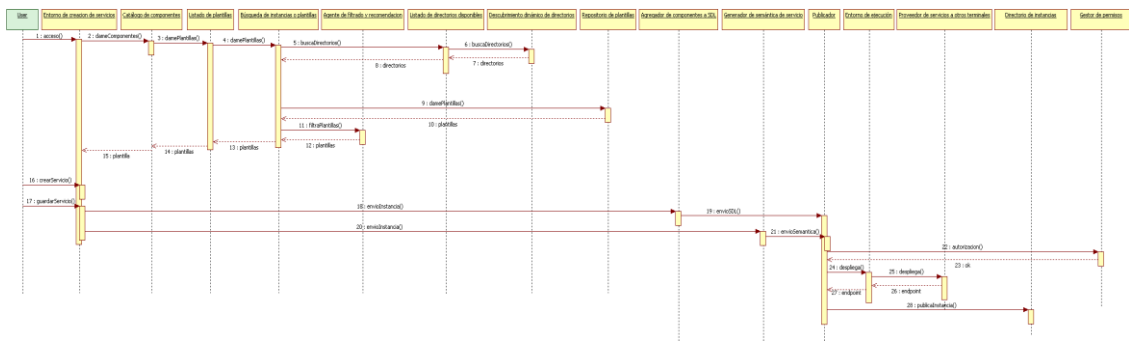 User
Entorno de creacion de servicios
Catálogo de componentes
Listado de plantillas
Búsqueda de instancias o plantillas
Agente de filtrado y recomendacion
Listado de directorios disponibles
Descubrimiento dinámico de directorios
Repositorio de plantillas
Agregador de componentes a SDL
Generador de semántica de servicio
Publicador
Entorno de ejecución
Proveedor de servicios a otros terminales
Directorio de instancias
Gestor de permisos
1 : acceso()
2 : dameComponentes()
3 : damePlantillas()
4 : damePlantillas()
5 : buscaDirectorios()
6 : buscaDirectorios()
7 : directorios
8 : directorios
9 : damePlantillas()
10 : plantillas
11 : filtraPlantillas()
12 : plantillas
13 : plantillas
14 : plantillas
15 : plantilla
16 : crearServicio()
17 : guardarServicio()
18 : envioInstancia()
19 : envioSDL()
20 : envioInstancia()
21 : envioSemantica()
22 : autorizacion()
23 : ok
24 : despliega()
25 : despliega()
26 : endpoint
27 : endpoint
28 : publicaInstancia()